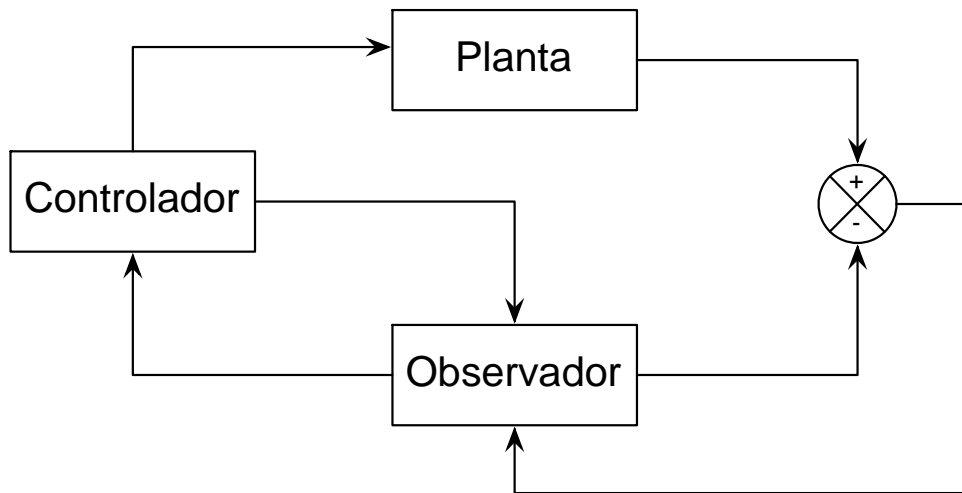 Planta
Controlador
+
-
Observador